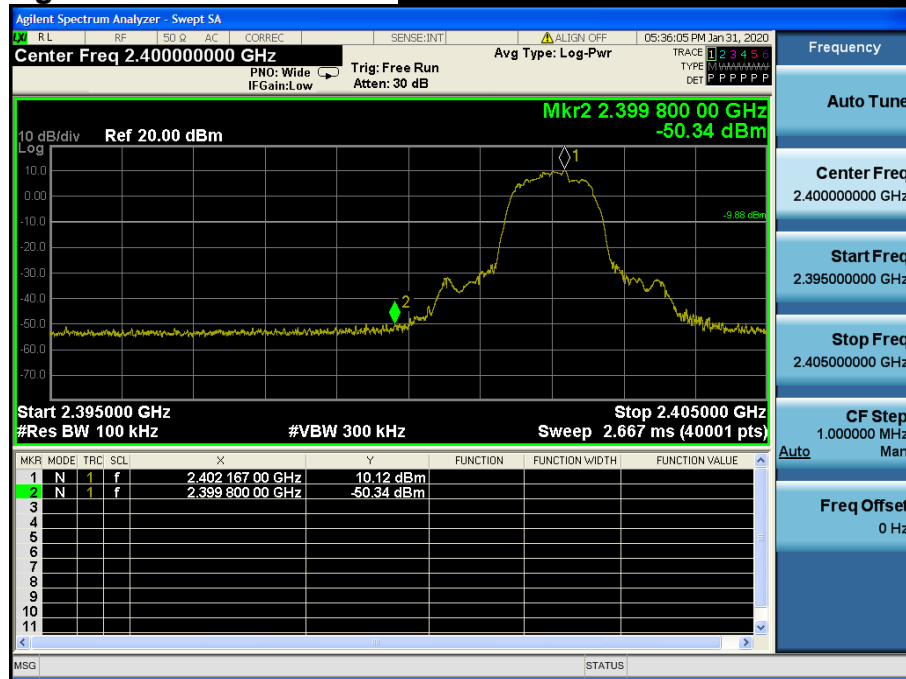 Agilent Spectrum Analyzer - Swept SA
LXI RL RF 50 Ω AC CORREC SENSE:INT ALIGN OFF 05:36:05 PM Jan 31, 2020
Center Freq 2.400000000 GHz
PNO: Wide
IFGain:Low
Trig: Free Run
Atten: 30 dB
Avg Type: Log-Pwr
TRACE 1 2 3 4 5 6
TYPE M W W W W W
DET P P P P P P
Mkr2 2.399 800 00 GHz
-50.34 dBm
10 dB/div Ref 20.00 dBm
Log
10.0
0.00
-10.0
-20.0
-30.0
-40.0
-50.0
-60.0
-70.0
1
-9.88 dBm
2
Start 2.395000 GHz Stop 2.405000 GHz
#Res BW 100 kHz #VBW 300 kHz Sweep 2.667 ms (40001 pts)
MKR MODE TRC SCL X Y FUNCTION FUNCTION WIDTH FUNCTION VALUE
1 N 1 f 2.402 167 00 GHz 10.12 dBm
2 N 1 f 2.399 800 00 GHz -50.34 dBm
3
4
5
6
7
8
9
10
11
MSG STATUS
Frequency
Auto Tune
Center Freq
2.400000000 GHz
Start Freq
2.395000000 GHz
Stop Freq
2.405000000 GHz
CF Step
1.000000 MHz
Auto Man
Freq Offset
0 Hz